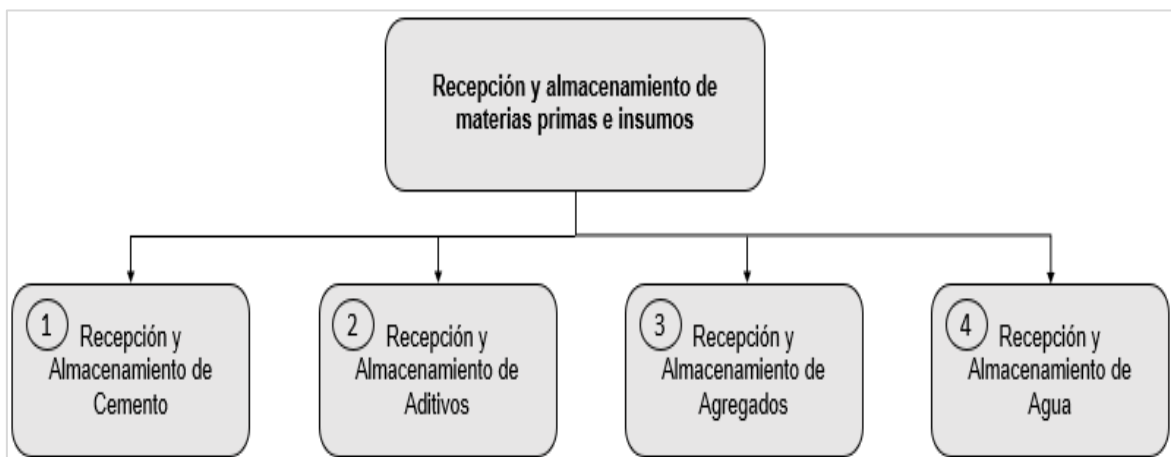 Recepción y almacenamiento de
materias primas e insumos
1
Recepción y
Almacenamiento de
Cemento
2
Recepción y
Almacenamiento de
Aditivos
3
Recepción y
Almacenamiento de
Agregados
4
Recepción y
Almacenamiento de
Agua